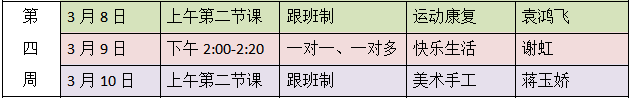 第四周
3月8日 上午第二节课 跟班制 运动康复 袁鸿飞
3月9日 下午 2:00-2:20 一对一、一对多 快乐生活 谢虹
3月10日 上午第二节课 跟班制 美术手工 蒋玉娇